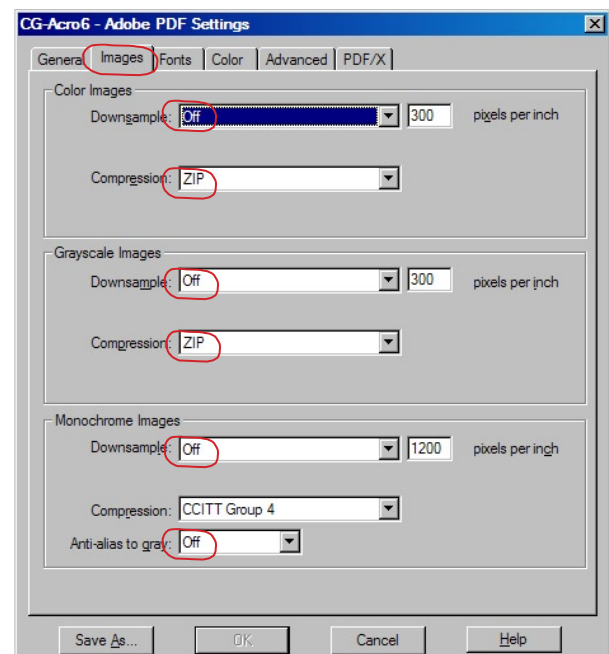 CG-Acro6 - Adobe PDF Settings
General Images Fonts Color Advanced PDF/X
Color Images
Downsample: Off 300 pixels per inch
Compression: ZIP
Grayscale Images
Downsample: Off 300 pixels per inch
Compression: ZIP
Monochrome Images
Downsample: Off 1200 pixels per inch
Compression: CCITT Group 4
Anti-alias to gray: Off
Save As... OK Cancel Help